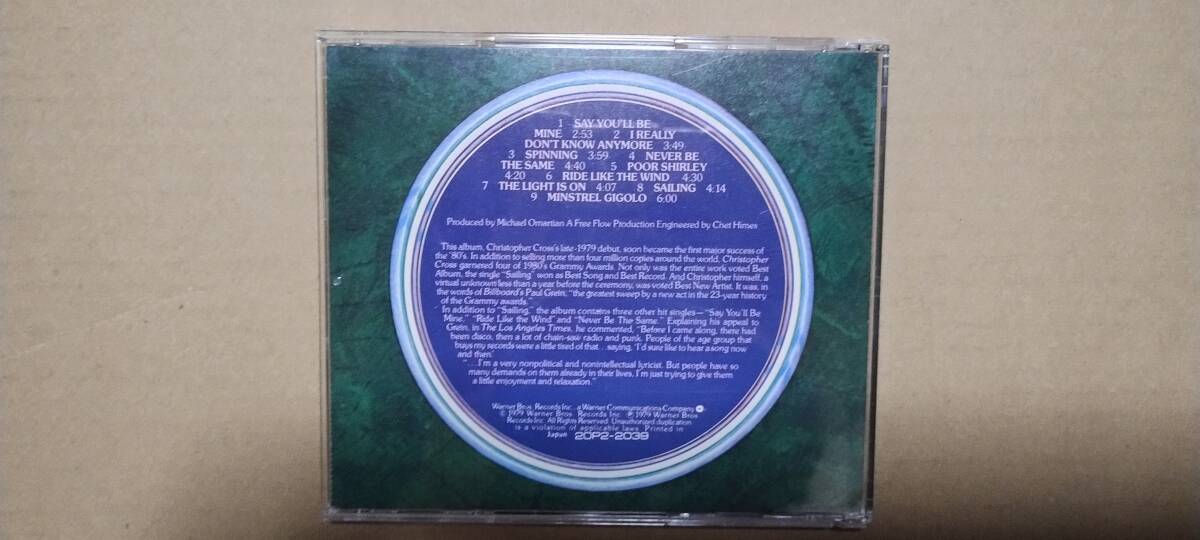 1 SAY YOU'LL BE
MINE 2:53 2 I REALLY
DON'T KNOW ANYMORE 3:49
3 SPINNING 3:59 4 NEVER BE
THE SAME 4:40 5 POOR SHIRLEY
4:20 6 RIDE LIKE THE WIND 4:30
7 THE LIGHT IS ON 4:07 8 SAILING 4:14
9 MINSTREL GIGOLO 6:00
Produced by Michael Omartian A Free Flow Production Engineered by Chet Himes
This album, Christopher Cross's late-1979 debut, soon became the first major success of
the '80's. In addition to selling more than four million copies around the world, Christopher
Cross garnered four of 1980's Grammy Awards. Not only was the entire work voted Best
Album, the single "Sailing" won as Best Song and Best Record. And Christopher himself, a
virtual unknown less than a year before the ceremony, was voted Best New Artist. It was, in
the words of Billboard's Paul Grein, "the greatest sweep by a new act in the 23-year history
of the Grammy awards."
In addition to "Sailing," the album contains three other hit singles—"Say You'll Be
Mine," "Ride Like the Wind" and "Never Be The Same." Explaining his appeal to
Grein, in The Los Angeles Times, he commented, "Before I came along, there had
been disco, then a lot of chain-saw radio and punk. People of the age group that
buys my records were a little tired of that...saying, 'I'd sure like to hear a song now
and then.'
"...I'm a very nonpolitical and nonintellectual lyricist. But people have so
many demands on them already in their lives, I'm just trying to give them
a little enjoyment and relaxation."
Warner Bros. Records Inc., a Warner Communications Company
© 1979 Warner Bros. Records Inc. ℗ 1979 Warner Bros.
Records Inc. All Rights Reserved. Unauthorized duplication
is a violation of applicable laws. Printed in
Japan 20P2-2039